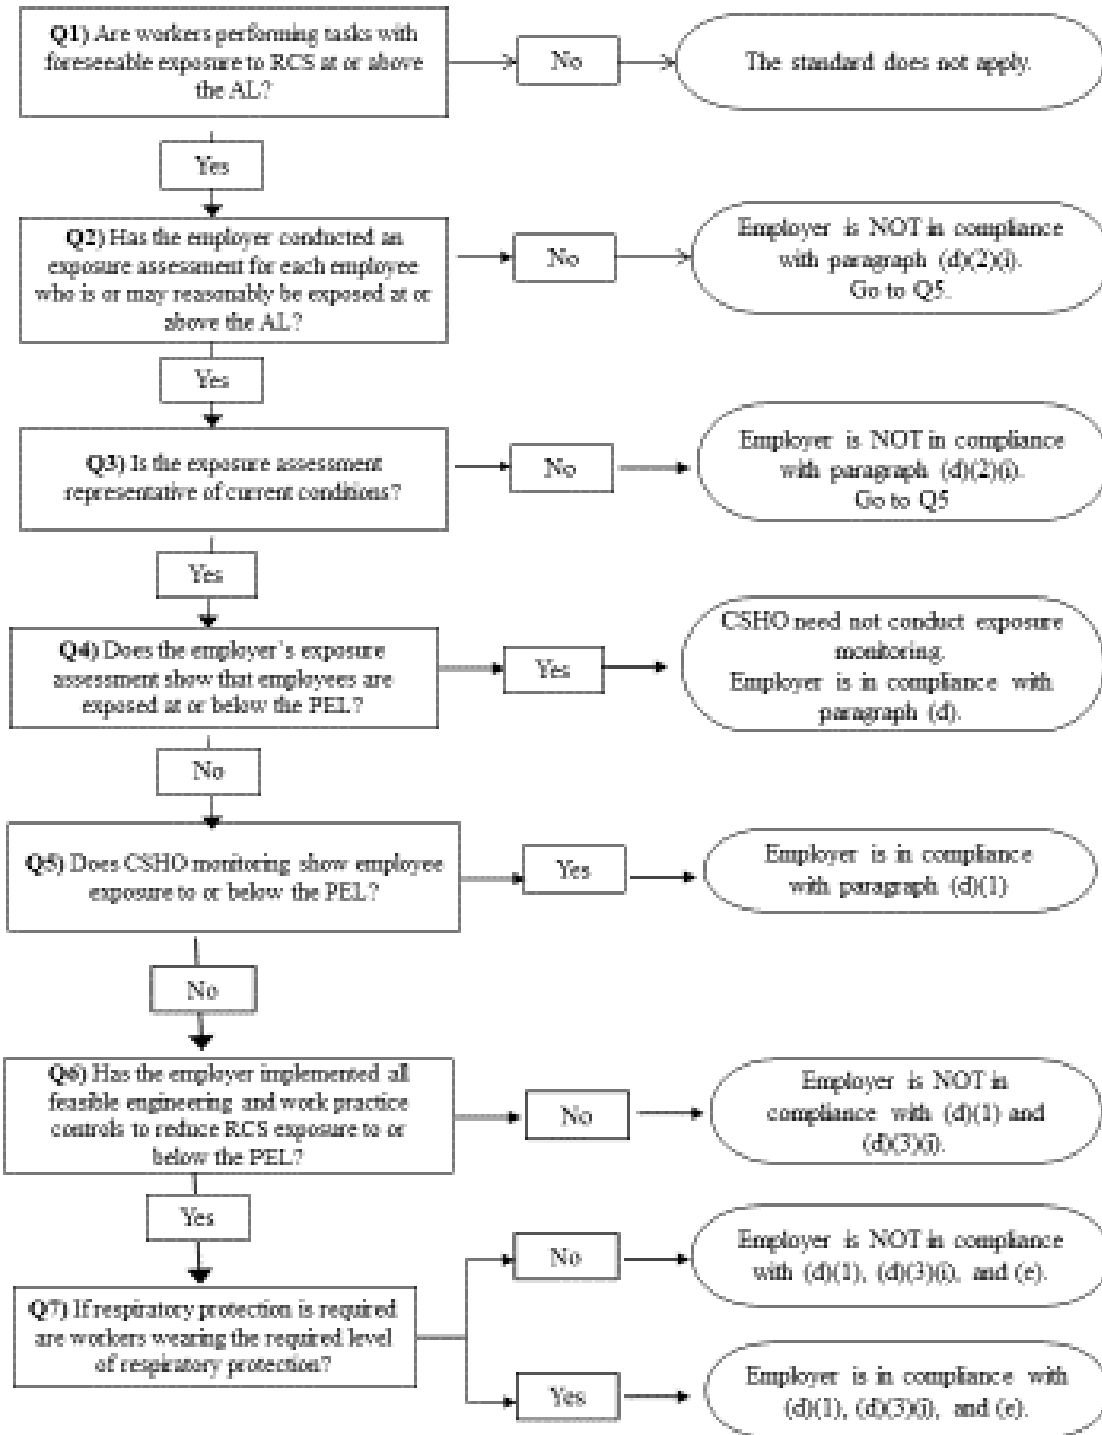 Q1) Are workers performing tasks with
foreseeable exposure to RCS at or above
the AL?
No
The standard does not apply.
Yes
Q2) Has the employer conducted an
exposure assessment for each employee
who is or may reasonably be exposed at or
above the AL?
No
Employer is NOT in compliance
with paragraph (d)(2)(i).
Go to Q5.
Yes
Q3) Is the exposure assessment
representative of current conditions?
No
Employer is NOT in compliance
with paragraph (d)(2)(i).
Go to Q5
Yes
Q4) Does the employer's exposure
assessment show that employees are
exposed at or below the PEL?
Yes
CSHO need not conduct exposure
monitoring.
Employer is in compliance with
paragraph (d).
No
Q5) Does CSHO monitoring show employee
exposure to or below the PEL?
Yes
Employer is in compliance
with paragraph (d)(1)
No
Q6) Has the employer implemented all
feasible engineering and work practice
controls to reduce RCS exposure to or
below the PEL?
No
Employer is NOT in
compliance with (d)(1) and
(d)(3)(i).
Yes
Q7) If respiratory protection is required
are workers wearing the required level
of respiratory protection?
No
Employer is NOT in compliance
with (d)(1), (d)(3)(i), and (e).
Yes
Employer is in compliance with
(d)(1), (d)(3)(i), and (e).